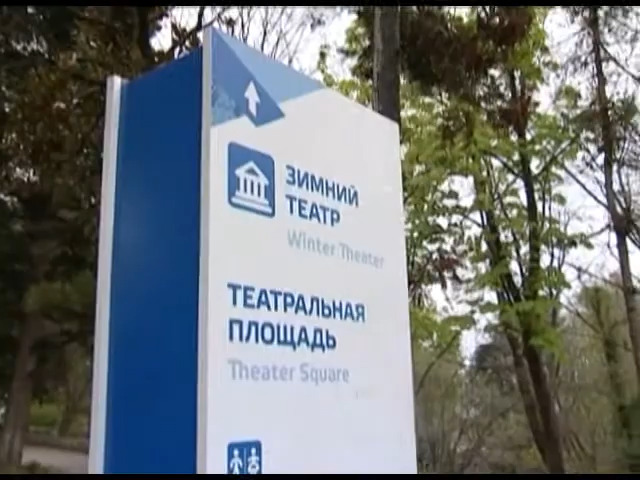 ЗИМНИЙ
ТЕАТР
Winter Theater
ТЕАТРАЛЬНАЯ
ПЛОЩАДЬ
Theater Square